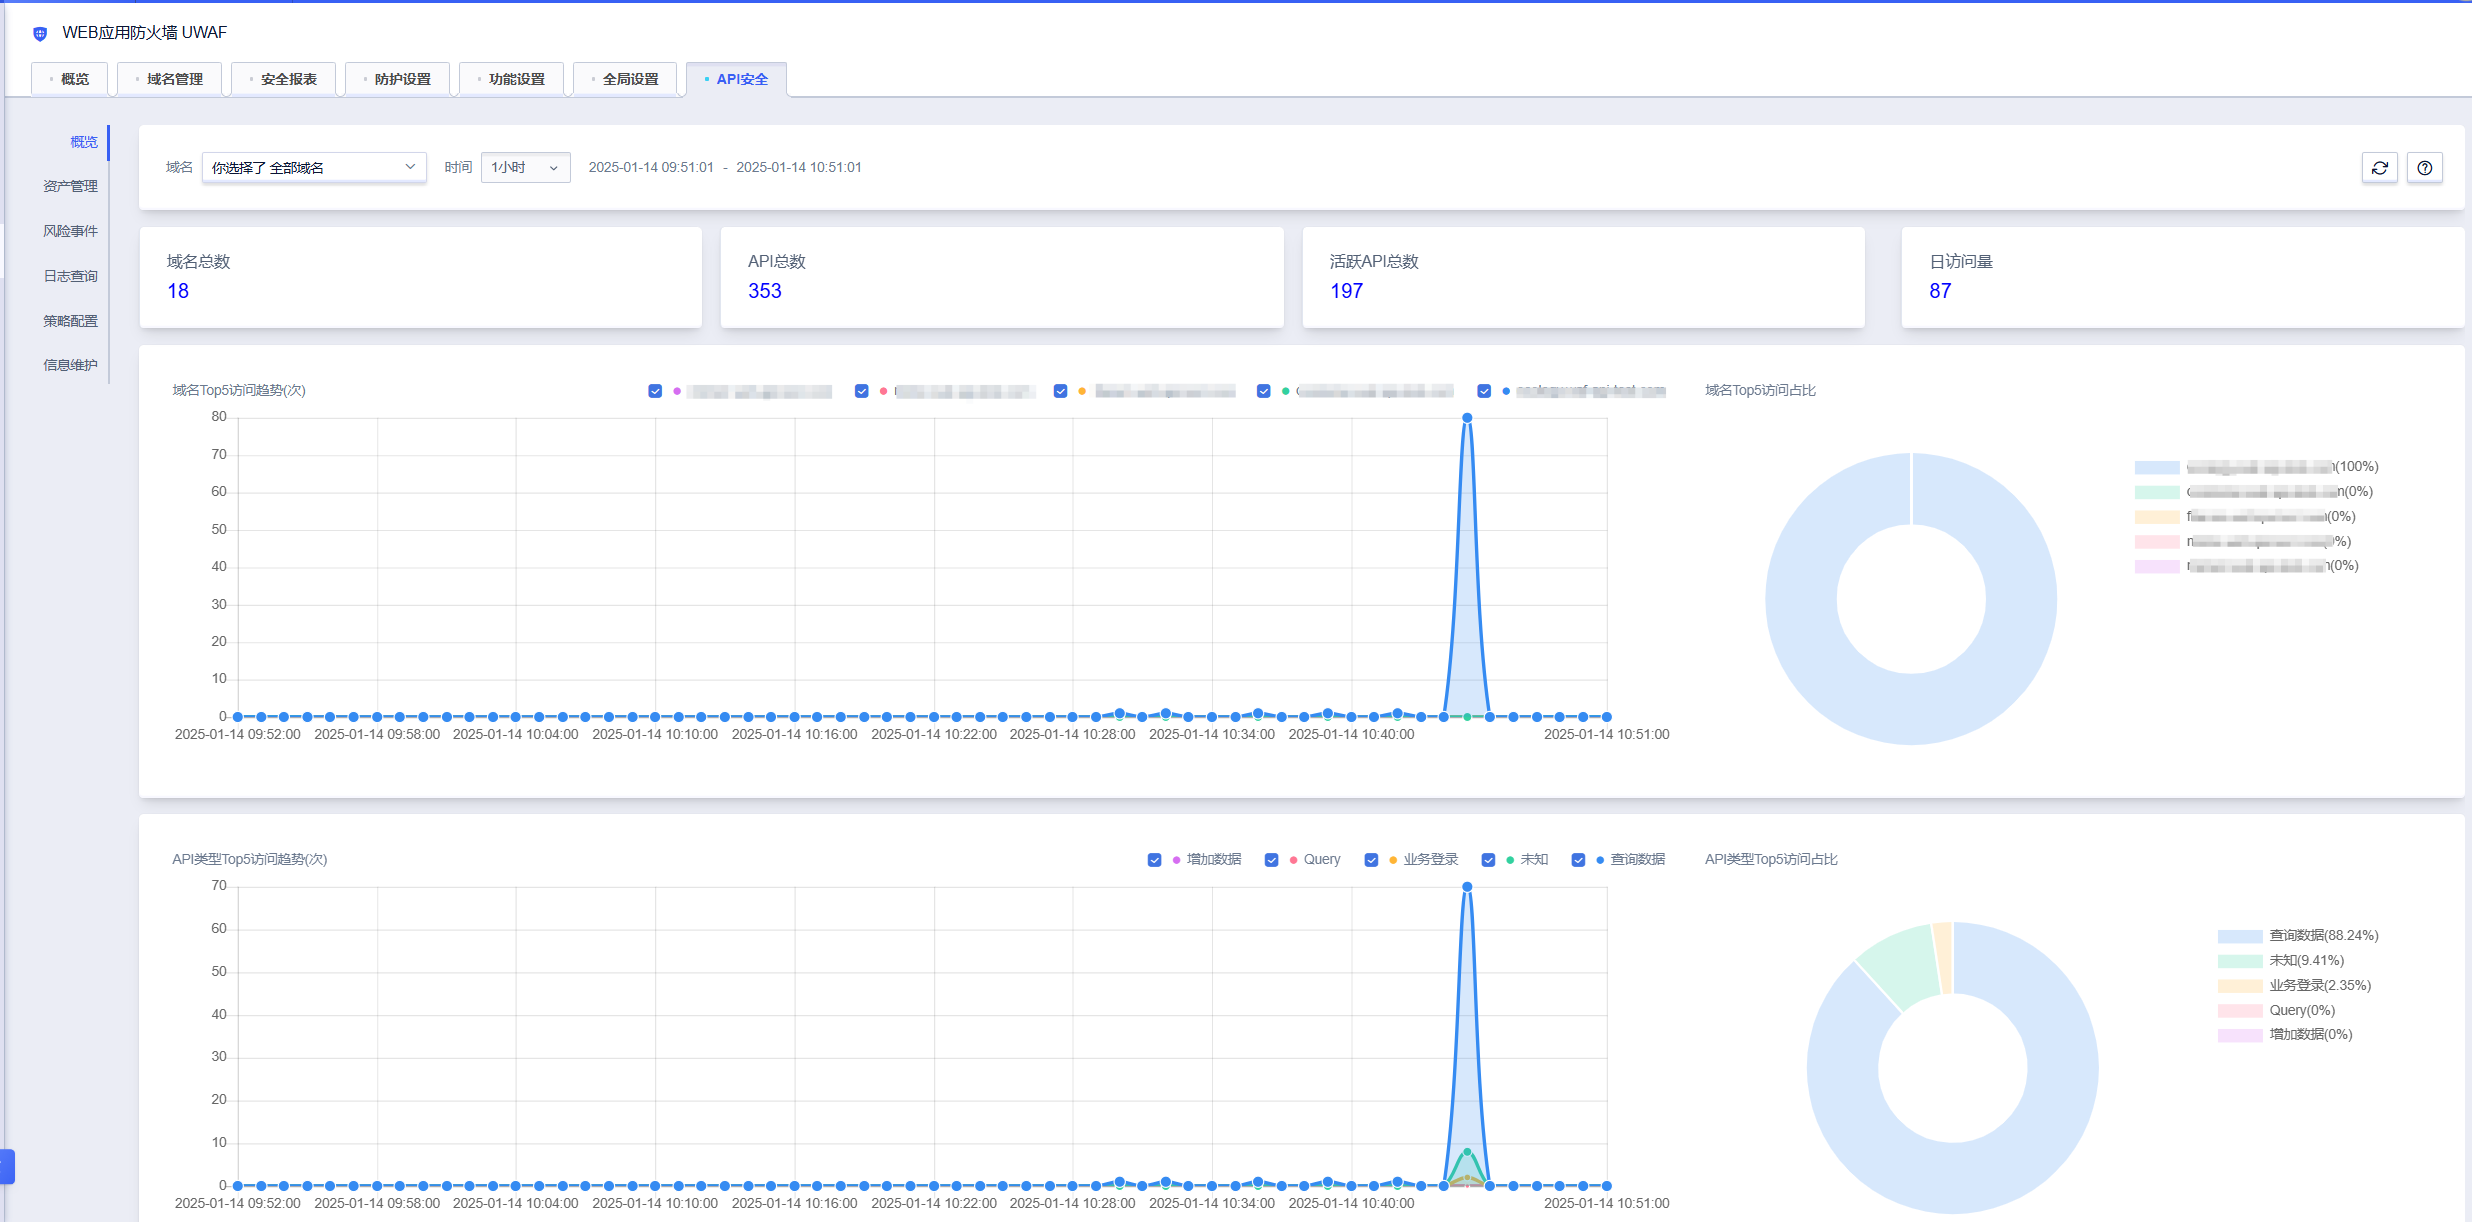 WEB应用防火墙 UWAF
概览
域名管理
安全报表
防护设置
功能设置
全局设置
API安全
概览
资产管理
风险事件
日志查询
策略配置
信息维护
域名 你选择了 全部域名 时间 1小时 2025-01-14 09:51:01 - 2025-01-14 10:51:01
域名总数
18
API总数
353
活跃API总数
197
日访问量
87
域名Top5访问趋势(次)
80
70
60
50
40
30
20
10
0
2025-01-14 09:52:00 2025-01-14 09:58:00 2025-01-14 10:04:00 2025-01-14 10:10:00 2025-01-14 10:16:00 2025-01-14 10:22:00 2025-01-14 10:28:00 2025-01-14 10:34:00 2025-01-14 10:40:00 2025-01-14 10:51:00
域名Top5访问占比
(100%)
(0%)
(0%)
(0%)
API类型Top5访问趋势(次)
增加数据 Query 业务登录 未知 查询数据
70
60
50
40
30
20
10
0
2025-01-14 09:52:00 2025-01-14 09:58:00 2025-01-14 10:04:00 2025-01-14 10:10:00 2025-01-14 10:16:00 2025-01-14 10:22:00 2025-01-14 10:28:00 2025-01-14 10:34:00 2025-01-14 10:40:00 2025-01-14 10:51:00
API类型Top5访问占比
查询数据(88.24%)
未知(9.41%)
业务登录(2.35%)
Query(0%)
增加数据(0%)